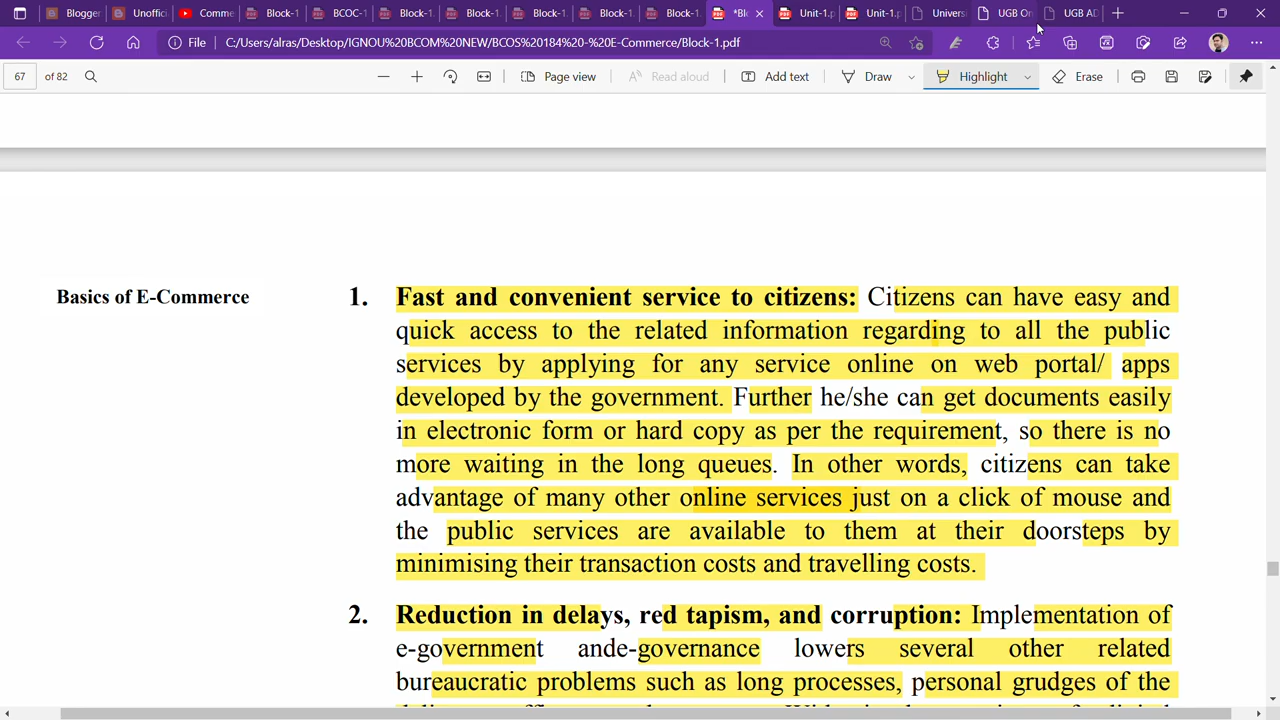 Blogger
Unoffici
Comme
Block-1
BCOC-1
Block-1.
Block-1.
Block-1.
Block-1.
Block-1.
Unit-1.p
Unit-1.p
Univers
UGB On
UGB AD
File
C:/Users/alras/Desktop/IGNOU%20BCOM%20NEW/BCOS%20184%20-%20E-Commerce/Block-1.pdf
67 of 82
Page view
Read aloud
Add text
Draw
Highlight
Erase
Basics of E-Commerce
1. Fast and convenient service to citizens: Citizens can have easy and
quick access to the related information regarding to all the public
services by applying for any service online on web portal/ apps
developed by the government. Further he/she can get documents easily
in electronic form or hard copy as per the requirement, so there is no
more waiting in the long queues. In other words, citizens can take
advantage of many other online services just on a click of mouse and
the public services are available to them at their doorsteps by
minimising their transaction costs and travelling costs.
2. Reduction in delays, red tapism, and corruption: Implementation of
e-government ande-governance lowers several other related
bureaucratic problems such as long processes, personal grudges of the